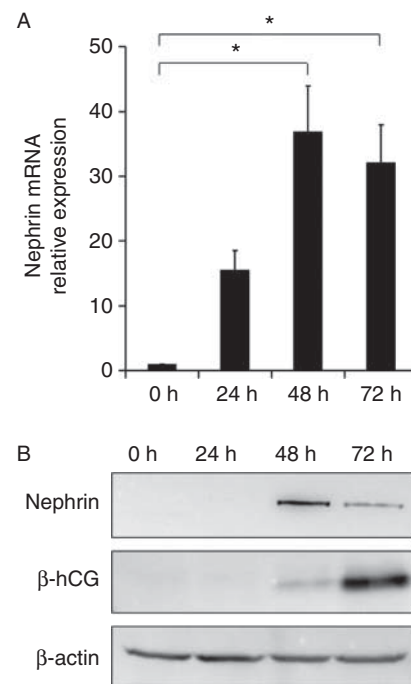 A
*
*
50
40
30
20
10
0
Nephrin mRNA
relative expression
0 h 24 h 48 h 72 h
B
0 h 24 h 48 h 72 h
Nephrin
β-hCG
β-actin